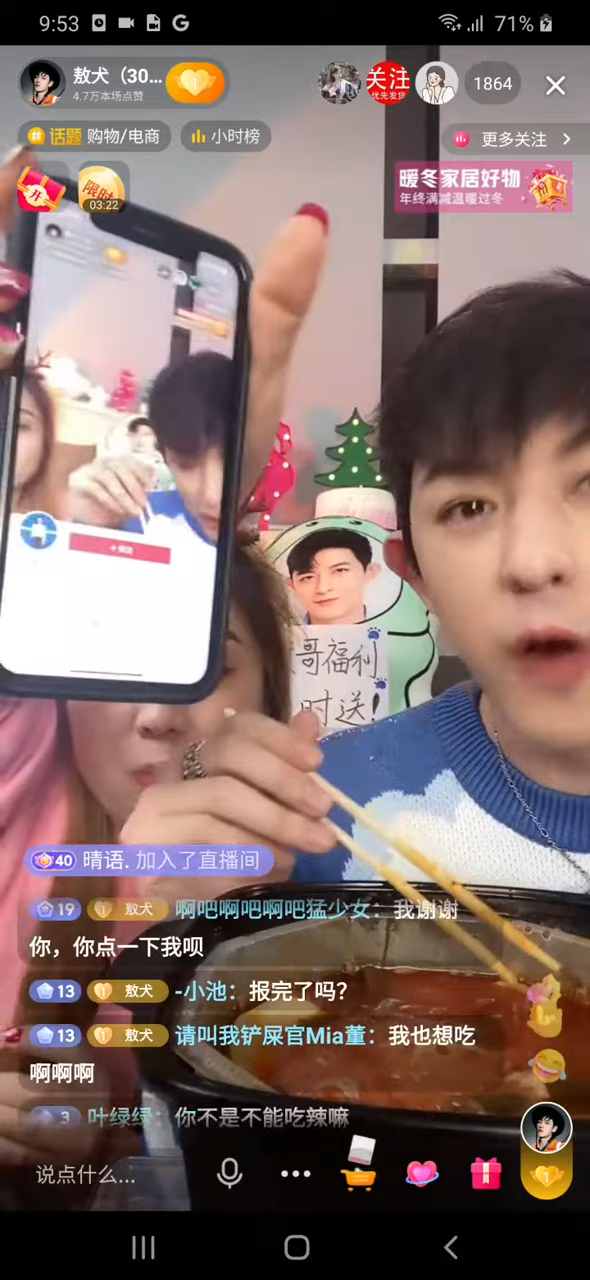 9:53
71%
敖犬（30...
4.7万本场点赞
1
关注
优先发货
1864
# 话题 购物/电商
小时榜
更多关注
限时
03:22
暖冬家居好物
年终满减温暖过冬
哥福利
时送!
40 晴语. 加入了直播间
19 1 敖犬 啊吧啊吧啊吧猛少女：我谢谢
你，你点一下我呗
13 1 敖犬 -小池：报完了吗?
13 1 敖犬 请叫我铲屎官Mia董：我也想吃
啊啊啊
3 叶绿绿：你不是不能吃辣嘛
说点什么...
1